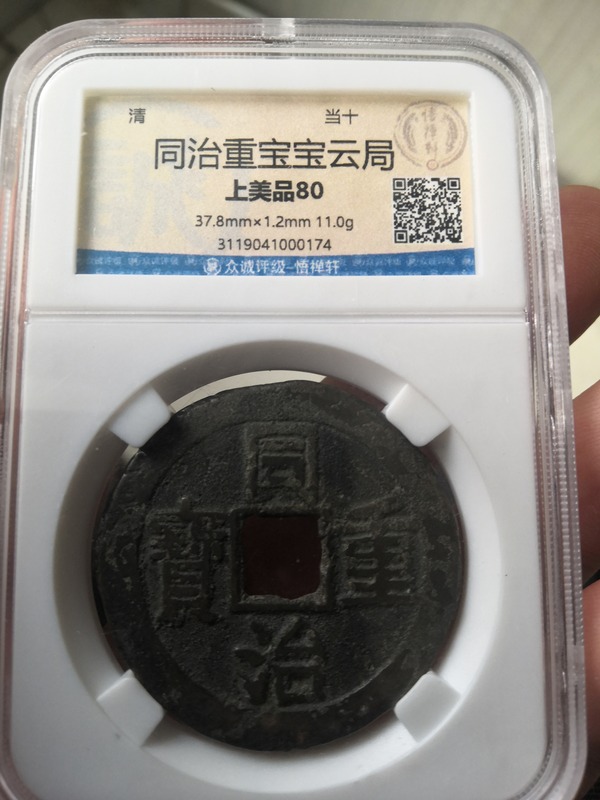 清 当十
同治重宝宝云局
上美品80
37.8mm×1.2mm 11.0g
3119041000174
众诚评级-悟禅轩
同
寶 重
治